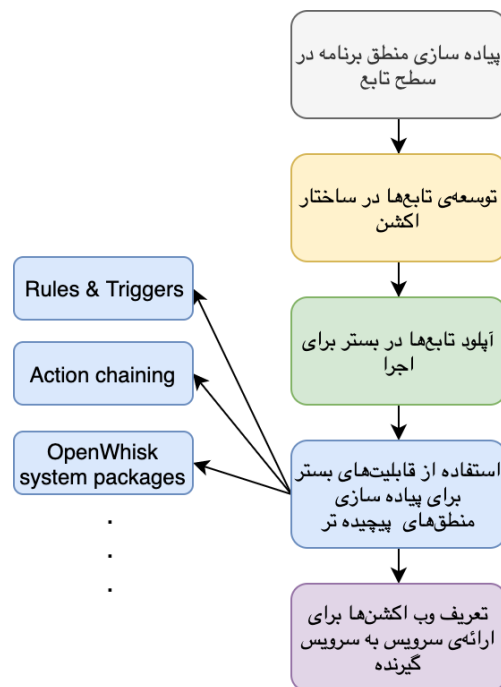 پیاده سازی منطق برنامه در
سطح تابع
توسعه‌ی تابع‌ها در ساختار
اکشن
آپلود تابع‌ها در بستر برای
اجرا
استفاده از قابلیت‌های بستر
برای پیاده سازی
منطق‌های پیچیده تر
Rules & Triggers
Action chaining
OpenWhisk
system packages
.
.
.
تعریف وب اکشن‌ها برای
ارائه‌ی سرویس به سرویس
گیرنده